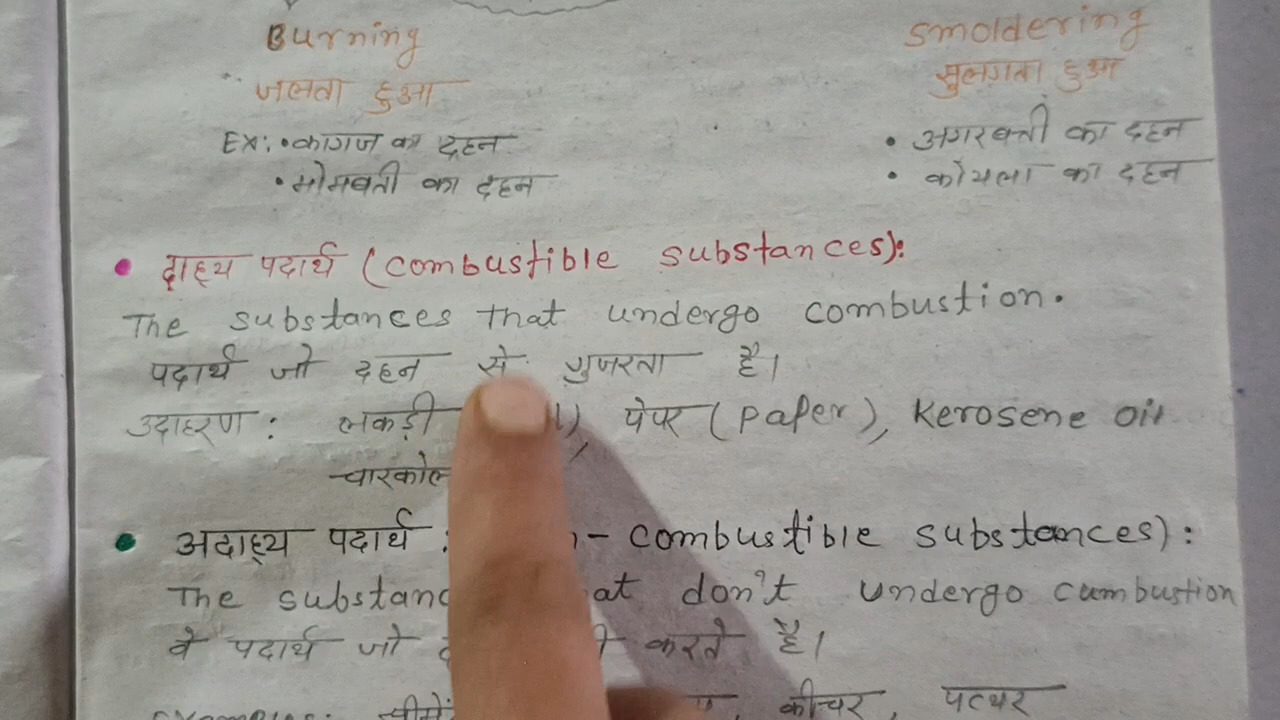 Burning smoldering
जलता हुआ सुलगता हुआ
Ex: • कागज का दहन • अगरबत्ती का दहन
• मोमबती का दहन • कोयला का दहन
• दाह्य पदार्थ (combustible substances):
The substances that undergo combustion.
पदार्थ जो दहन से गुजरता है।
उदाहरण : लकड़ी पेपर (paper), Kerosene oil
चारकोल
• अदाह्य पदार्थ : - combustible substances) :
The don't undergo cumbustion
वे पदार्थ जो करते है।
कीचर, पत्थर